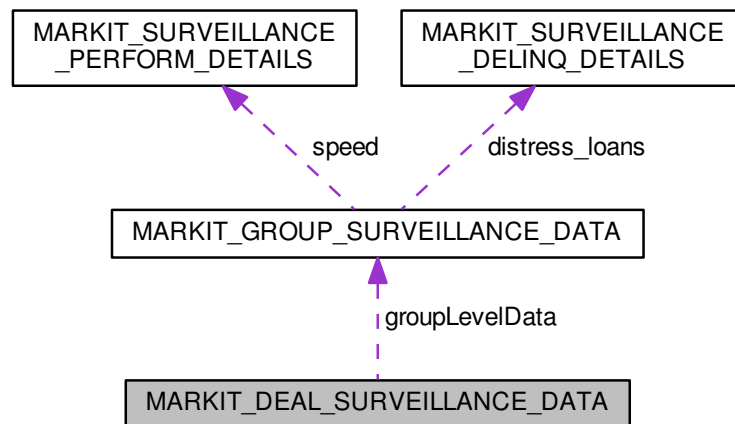 MARKIT_SURVEILLANCE
_PERFORM_DETAILS
MARKIT_SURVEILLANCE
_DELINQ_DETAILS
speed
distress_loans
MARKIT_GROUP_SURVEILLANCE_DATA
groupLevelData
MARKIT_DEAL_SURVEILLANCE_DATA